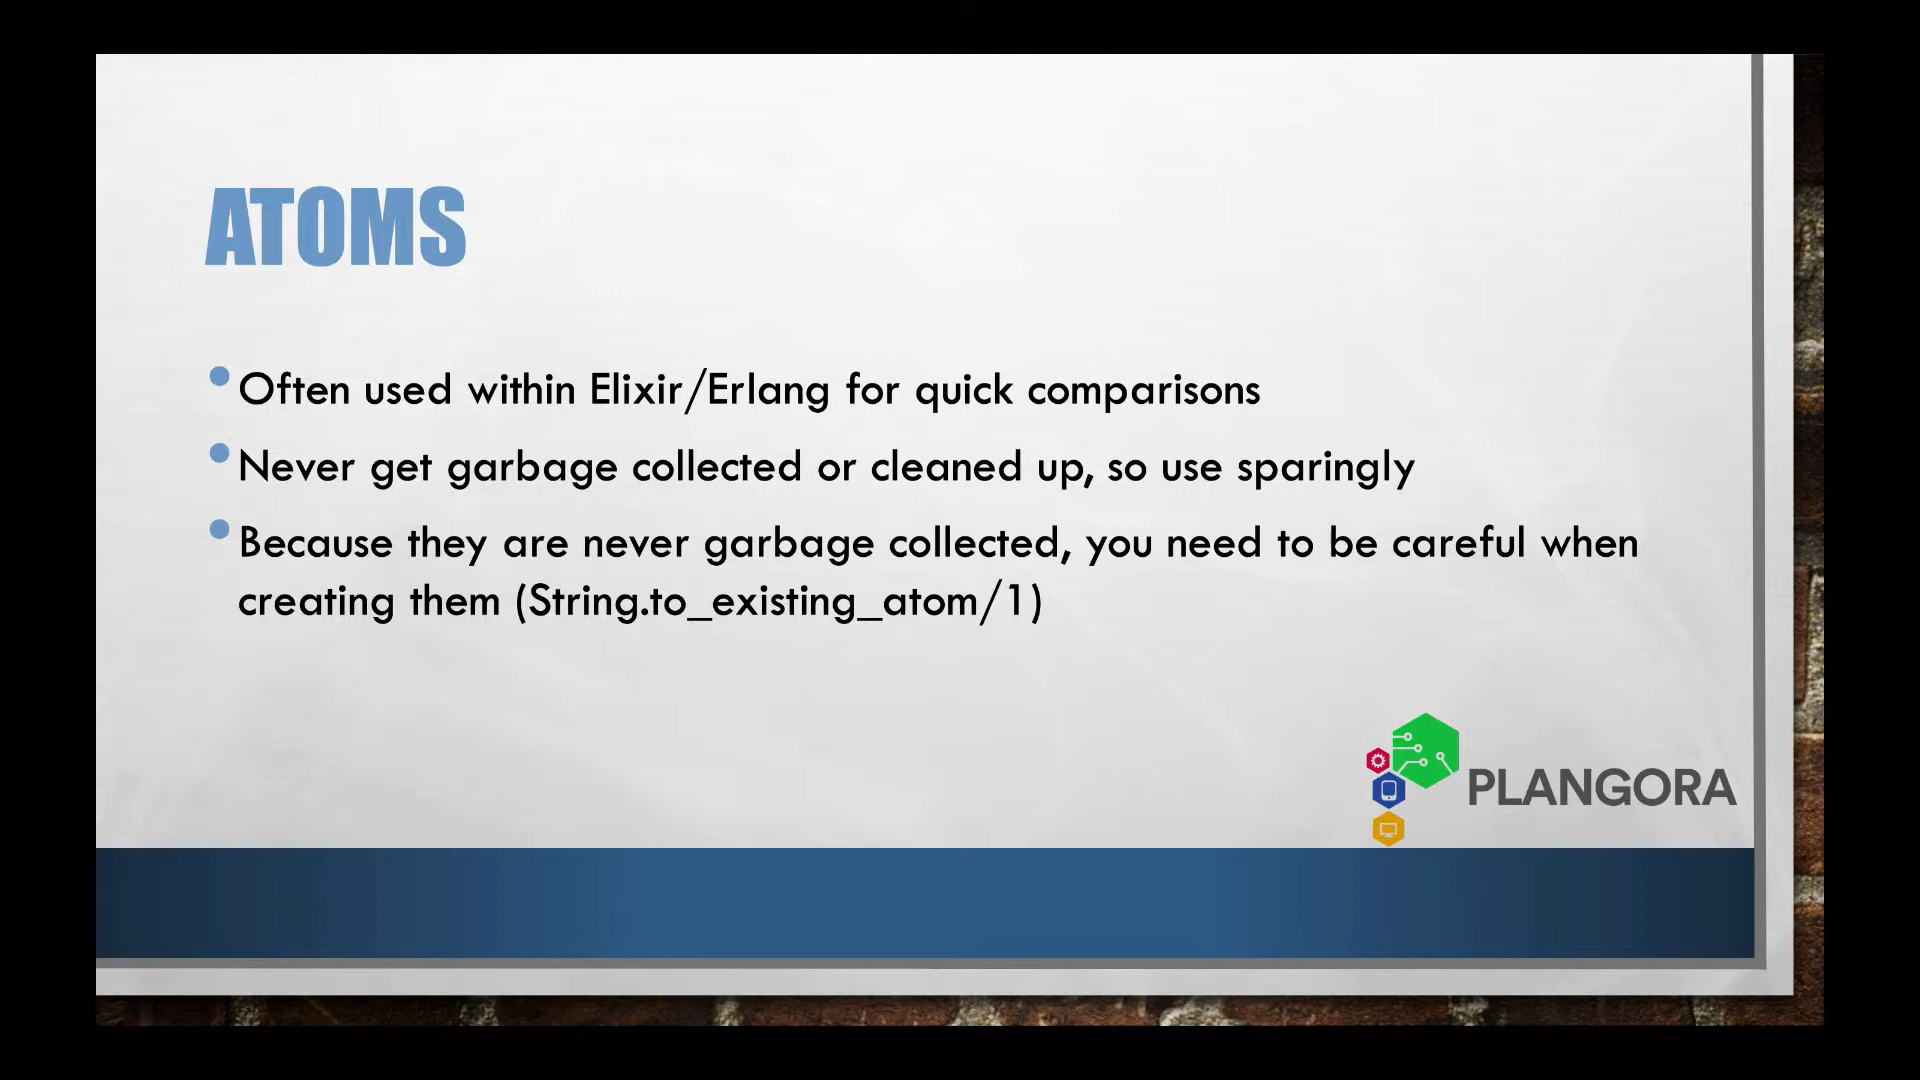 ATOMS
• Often used within Elixir/Erlang for quick comparisons
• Never get garbage collected or cleaned up, so use sparingly
• Because they are never garbage collected, you need to be careful when
creating them (String.to_existing_atom/1)
PLANGORA